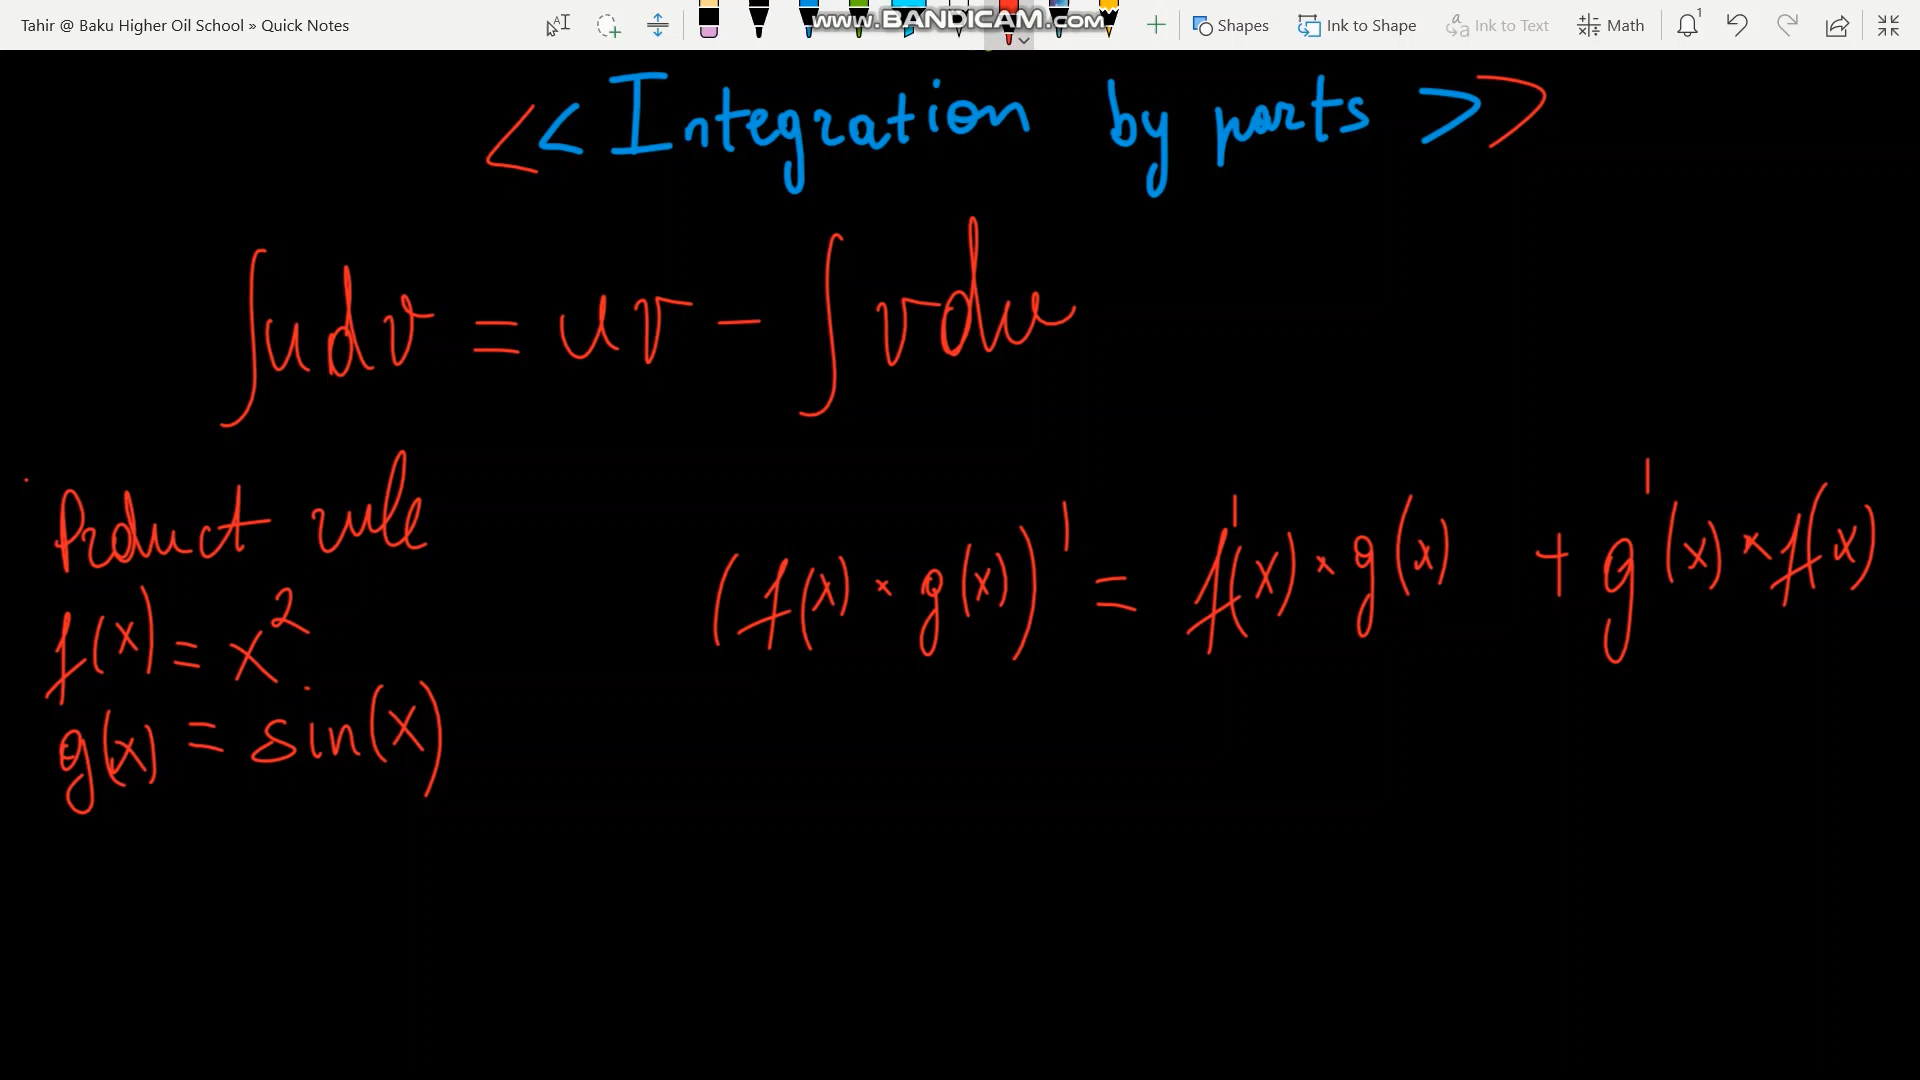 Tahir @ Baku Higher Oil School » Quick Notes
www.BANDICAM.com
Shapes
Ink to Shape
Ink to Text
Math
1
<< Integration by parts >>
∫udv = uv - ∫vdu
Product rule
(f(x) × g(x))' = f'(x) × g(x) + g'(x) × f(x)
f(x) = x²
g(x) = sin(x)